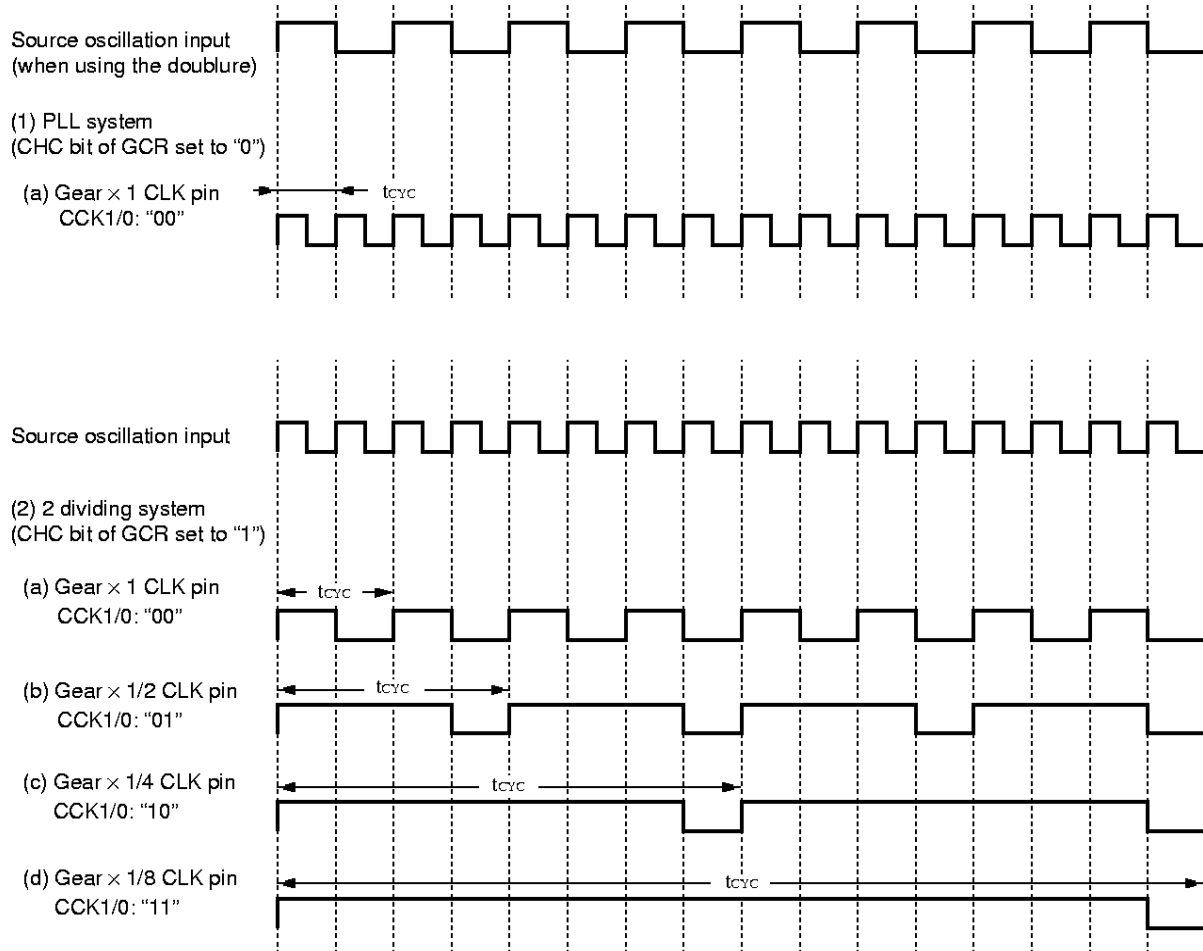 Source oscillation input
(when using the doublure)
(1) PLL system
(CHC bit of GCR set to “0”)
(a) Gear × 1 CLK pin
CCK1/0: “00”
tCYC
Source oscillation input
(2) 2 dividing system
(CHC bit of GCR set to “1”)
(a) Gear × 1 CLK pin
CCK1/0: “00”
tCYC
(b) Gear × 1/2 CLK pin
CCK1/0: “01”
tCYC
(c) Gear × 1/4 CLK pin
CCK1/0: “10”
tCYC
(d) Gear × 1/8 CLK pin
CCK1/0: “11”
tCYC